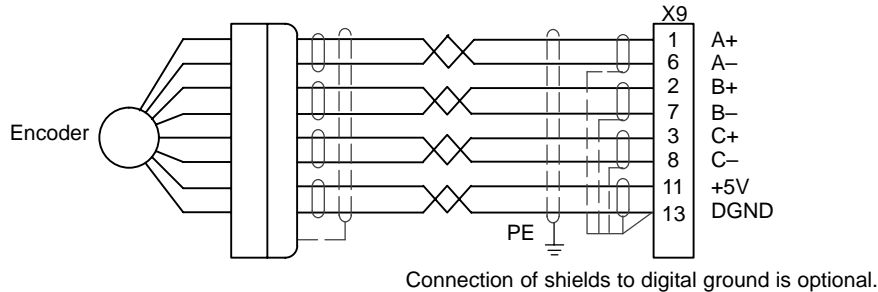 X9
1 A+
6 A–
2 B+
7 B–
Encoder
3 C+
8 C–
11 +5V
13 DGND
PE
Connection of shields to digital ground is optional.